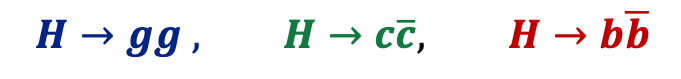 H → gg , H → cc̄, H → bb̄